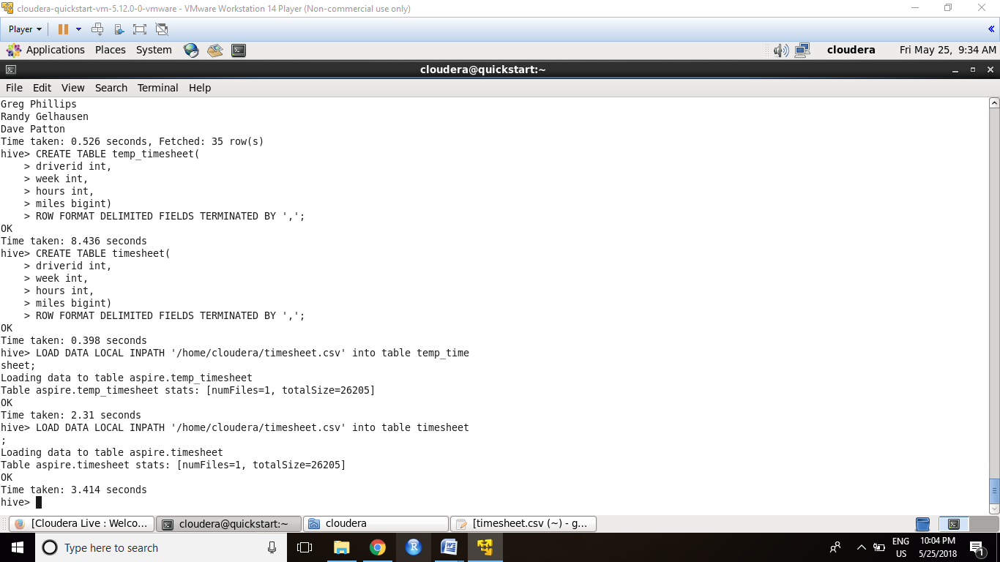 cloudera-quickstart-vm-5.12.0-0-vmware - VMware Workstation 14 Player (Non-commercial use only)
Player
Applications Places System cloudera Fri May 25, 9:34 AM
cloudera@quickstart:~
File Edit View Search Terminal Help
Greg Phillips
Randy Gelhausen
Dave Patton
Time taken: 0.526 seconds, Fetched: 35 row(s)
hive> CREATE TABLE temp_timesheet(
    > driverid int,
    > week int,
    > hours int,
    > miles bigint)
    > ROW FORMAT DELIMITED FIELDS TERMINATED BY ',';
OK
Time taken: 8.436 seconds
hive> CREATE TABLE timesheet(
    > driverid int,
    > week int,
    > hours int,
    > miles bigint)
    > ROW FORMAT DELIMITED FIELDS TERMINATED BY ',';
OK
Time taken: 0.398 seconds
hive> LOAD DATA LOCAL INPATH '/home/cloudera/timesheet.csv' into table temp_time
sheet;
Loading data to table aspire.temp_timesheet
Table aspire.temp_timesheet stats: [numFiles=1, totalSize=26205]
OK
Time taken: 2.31 seconds
hive> LOAD DATA LOCAL INPATH '/home/cloudera/timesheet.csv' into table timesheet
;
Loading data to table aspire.timesheet
Table aspire.timesheet stats: [numFiles=1, totalSize=26205]
OK
Time taken: 3.414 seconds
hive>
[Cloudera Live : Welco... cloudera@quickstart:~ cloudera [timesheet.csv (~) - g...
Type here to search ENG 10:04 PM
US 5/25/2018 1